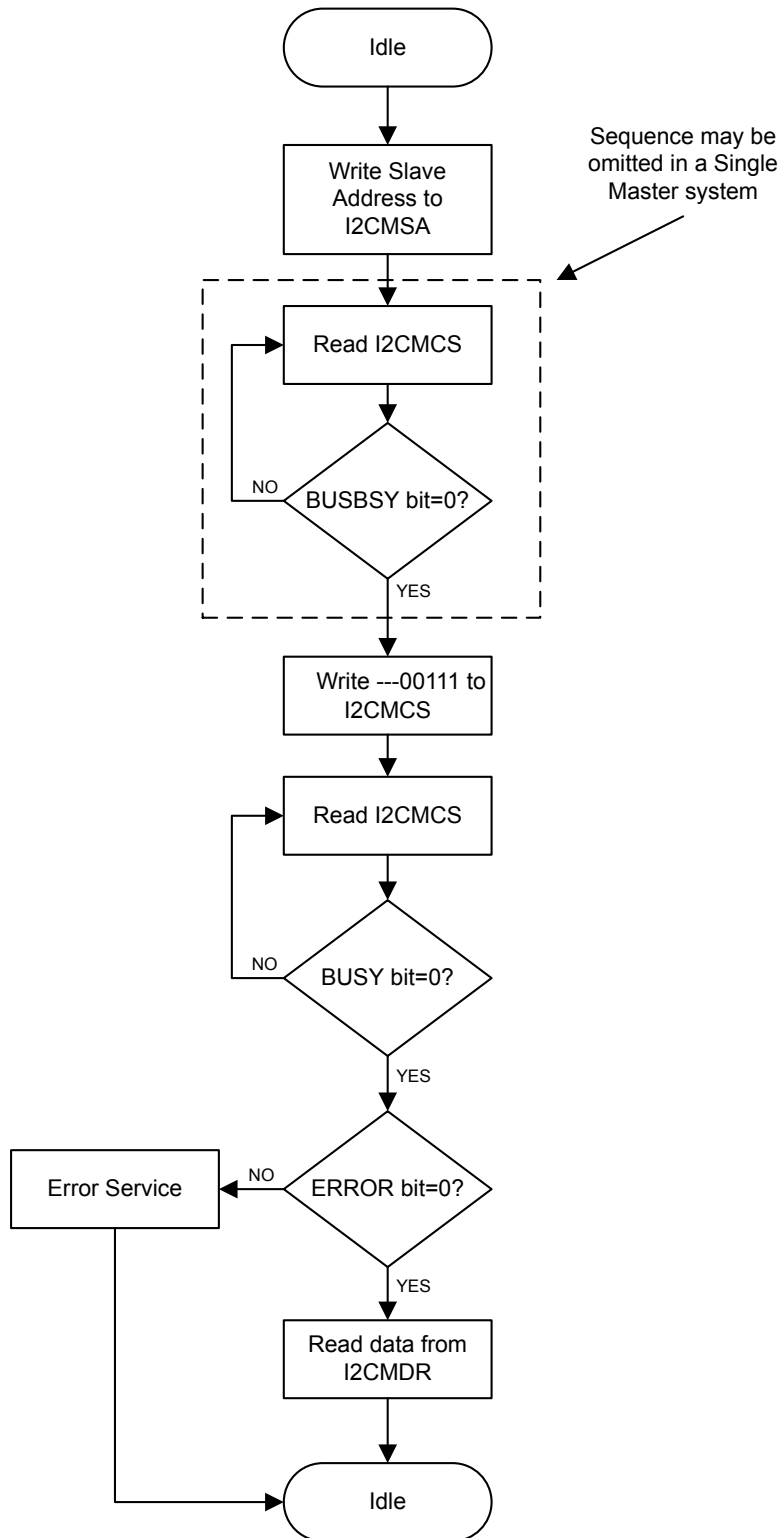 Idle
Sequence may be
omitted in a Single
Master system
Write Slave
Address to
I2CMSA
Read I2CMCS
BUSBSY bit=0?
NO
YES
Write ---00111 to
I2CMCS
Read I2CMCS
BUSY bit=0?
NO
YES
ERROR bit=0?
NO
Error Service
YES
Read data from
I2CMDR
Idle